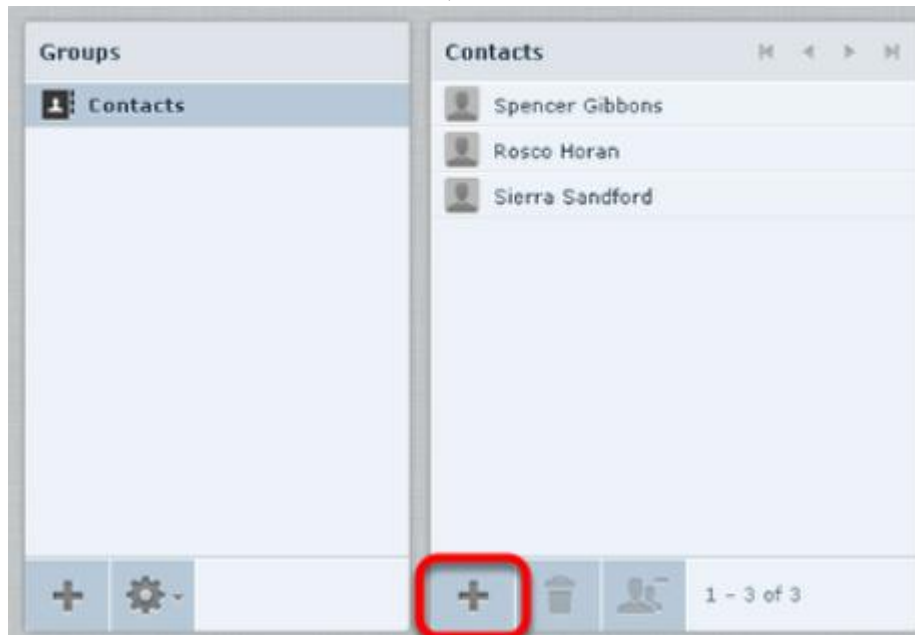 Groups
Contacts
Contacts
Spencer Gibbons
Rosco Horan
Sierra Sandford
1 – 3 of 3